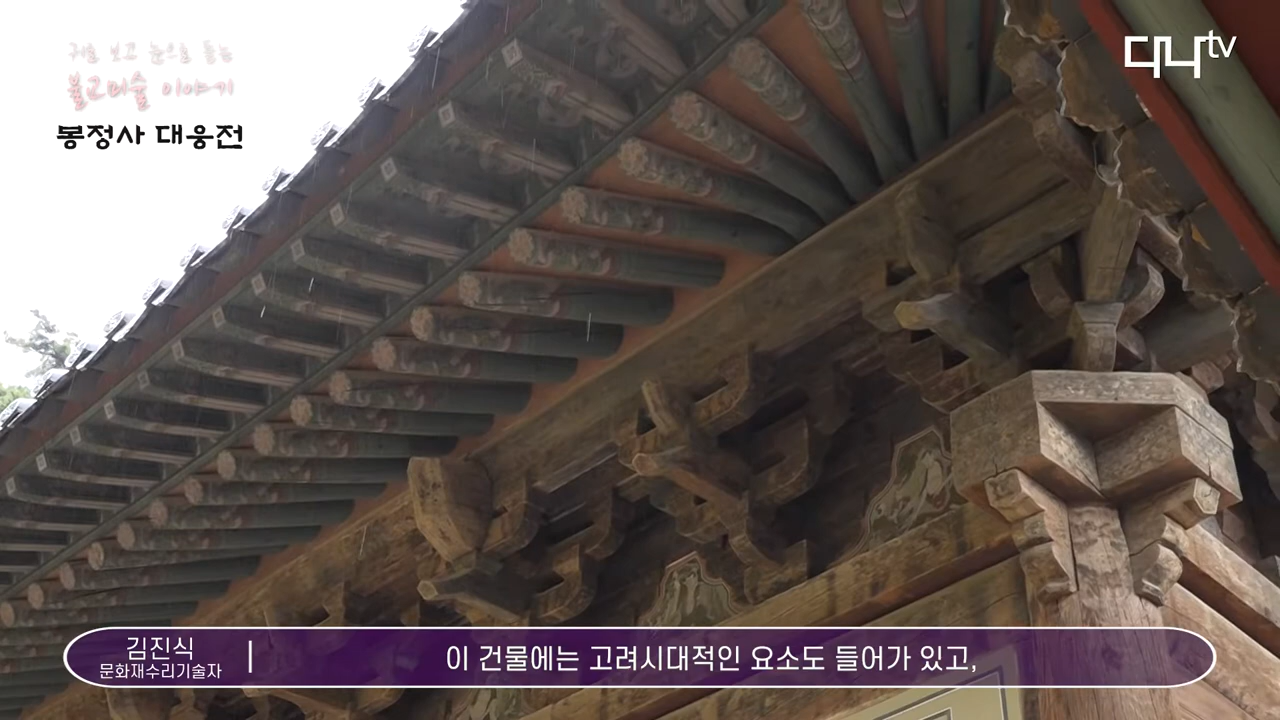 귀로 보고 눈으로 듣는
불교미술 이야기
봉정사 대웅전
디나tv
김진식
문화재수리기술자
이 건물에는 고려시대적인 요소도 들어가 있고,